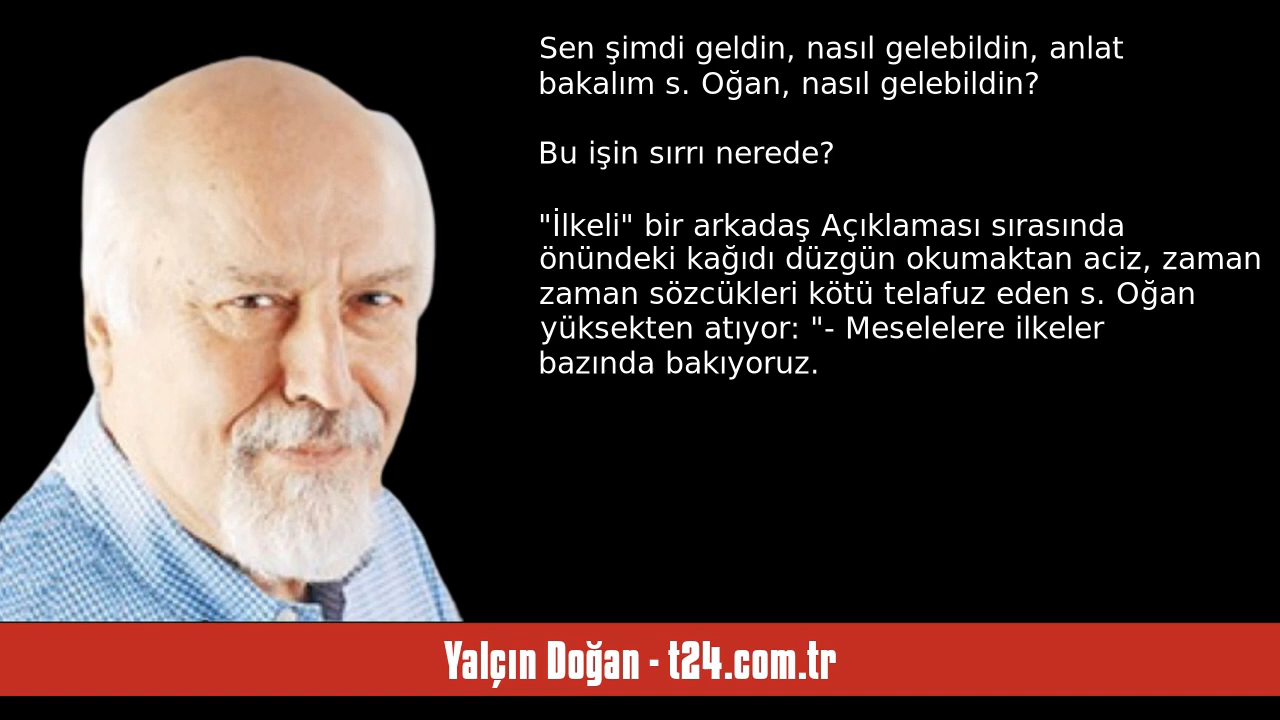 Sen şimdi geldin, nasıl gelebildin, anlat
bakalım s. Oğan, nasıl gelebildin?
Bu işin sırrı nerede?
"İlkeli" bir arkadaş Açıklaması sırasında
önündeki kağıdı düzgün okumaktan aciz, zaman
zaman sözcükleri kötü telafuz eden s. Oğan
yüksekten atıyor: "- Meselelere ilkeler
bazında bakıyoruz.
Yalçın Doğan - t24.com.tr